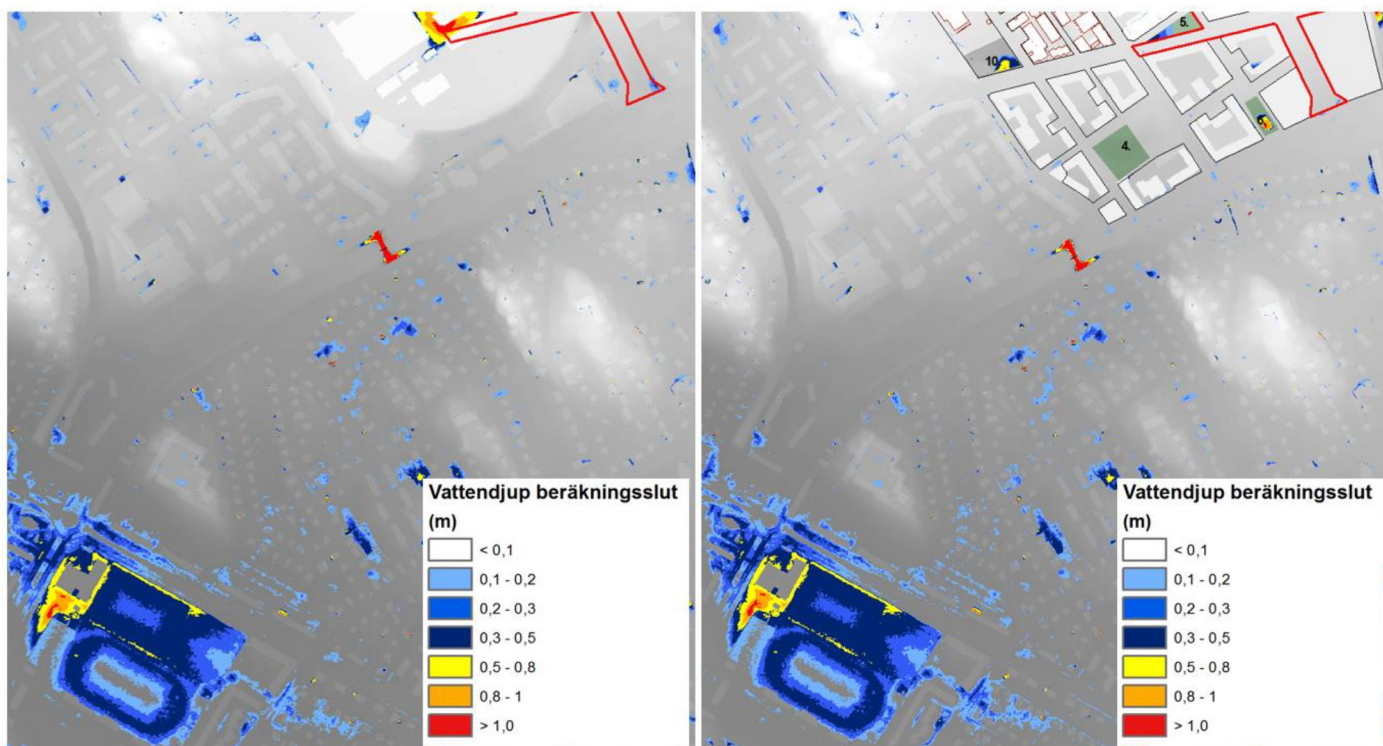 Vattendjup beräkningsslut
(m)
< 0,1
0,1 - 0,2
0,2 - 0,3
0,3 - 0,5
0,5 - 0,8
0,8 - 1
> 1,0
5.
10.
4.
Vattendjup beräkningsslut
(m)
< 0,1
0,1 - 0,2
0,2 - 0,3
0,3 - 0,5
0,5 - 0,8
0,8 - 1
> 1,0